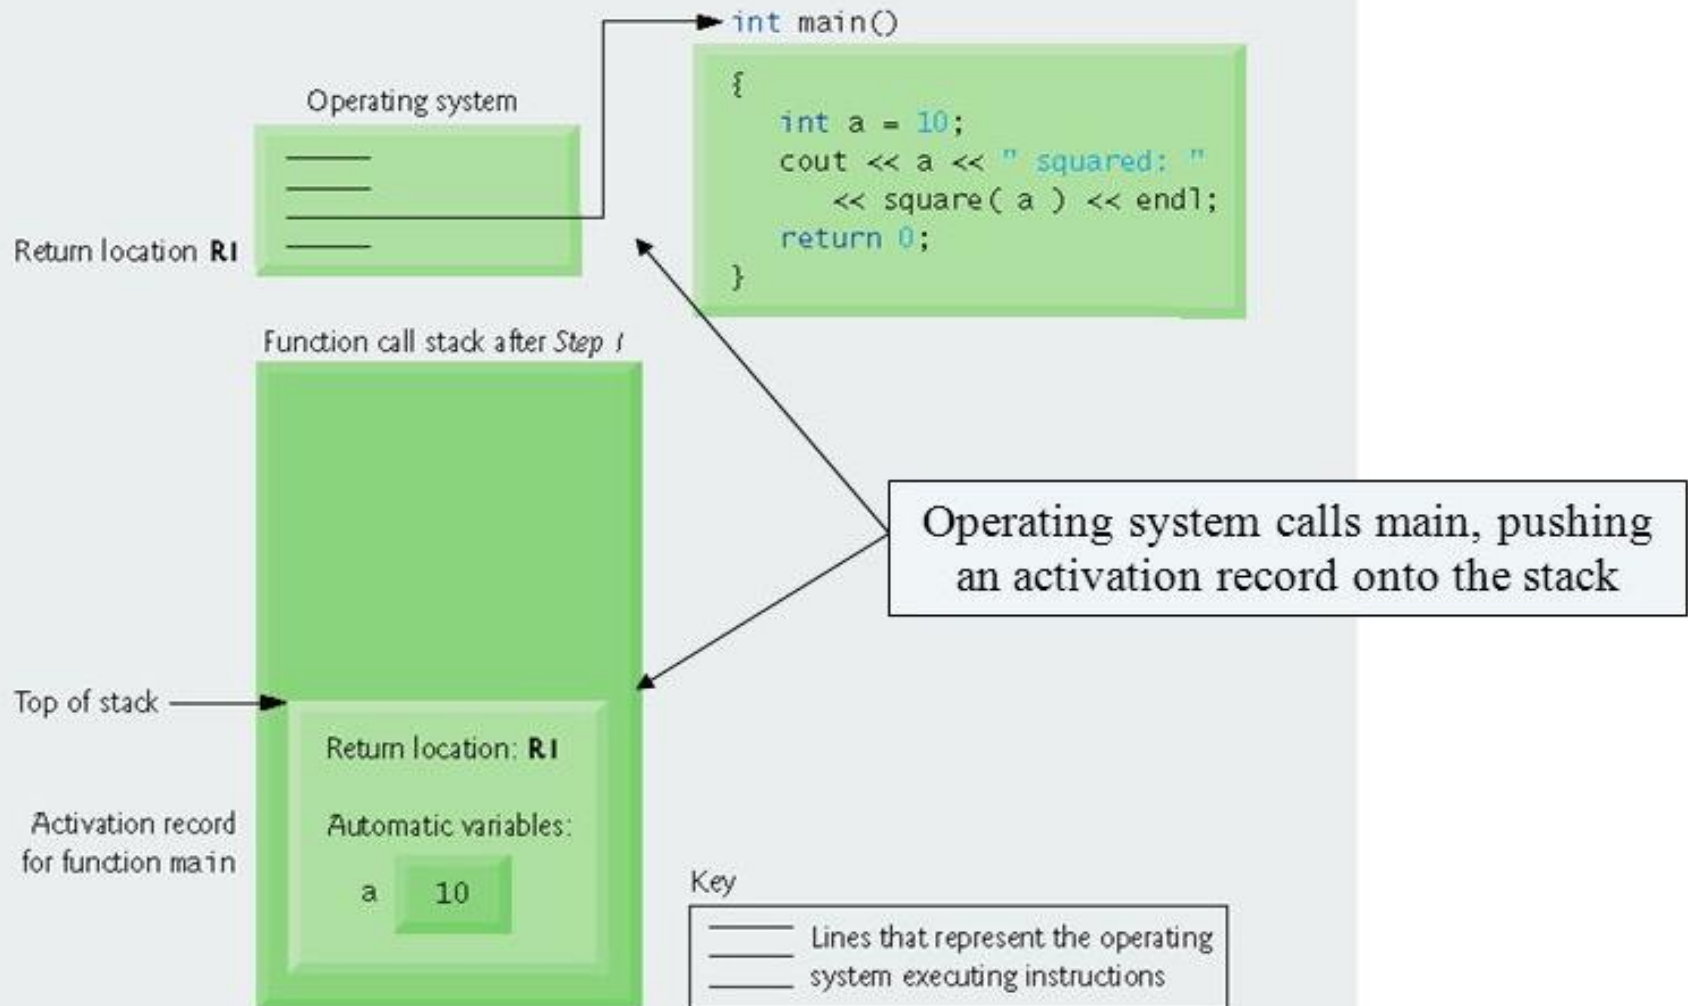 int main()
Operating system
{
int a = 10;
cout << a << " squared: "
<< square( a ) << endl;
return 0;
}
Return location R1
Function call stack after Step 1
Operating system calls main, pushing
an activation record onto the stack
Top of stack
Return location: R1
Activation record
for function main
Automatic variables:
a 10
Key
Lines that represent the operating
system executing instructions